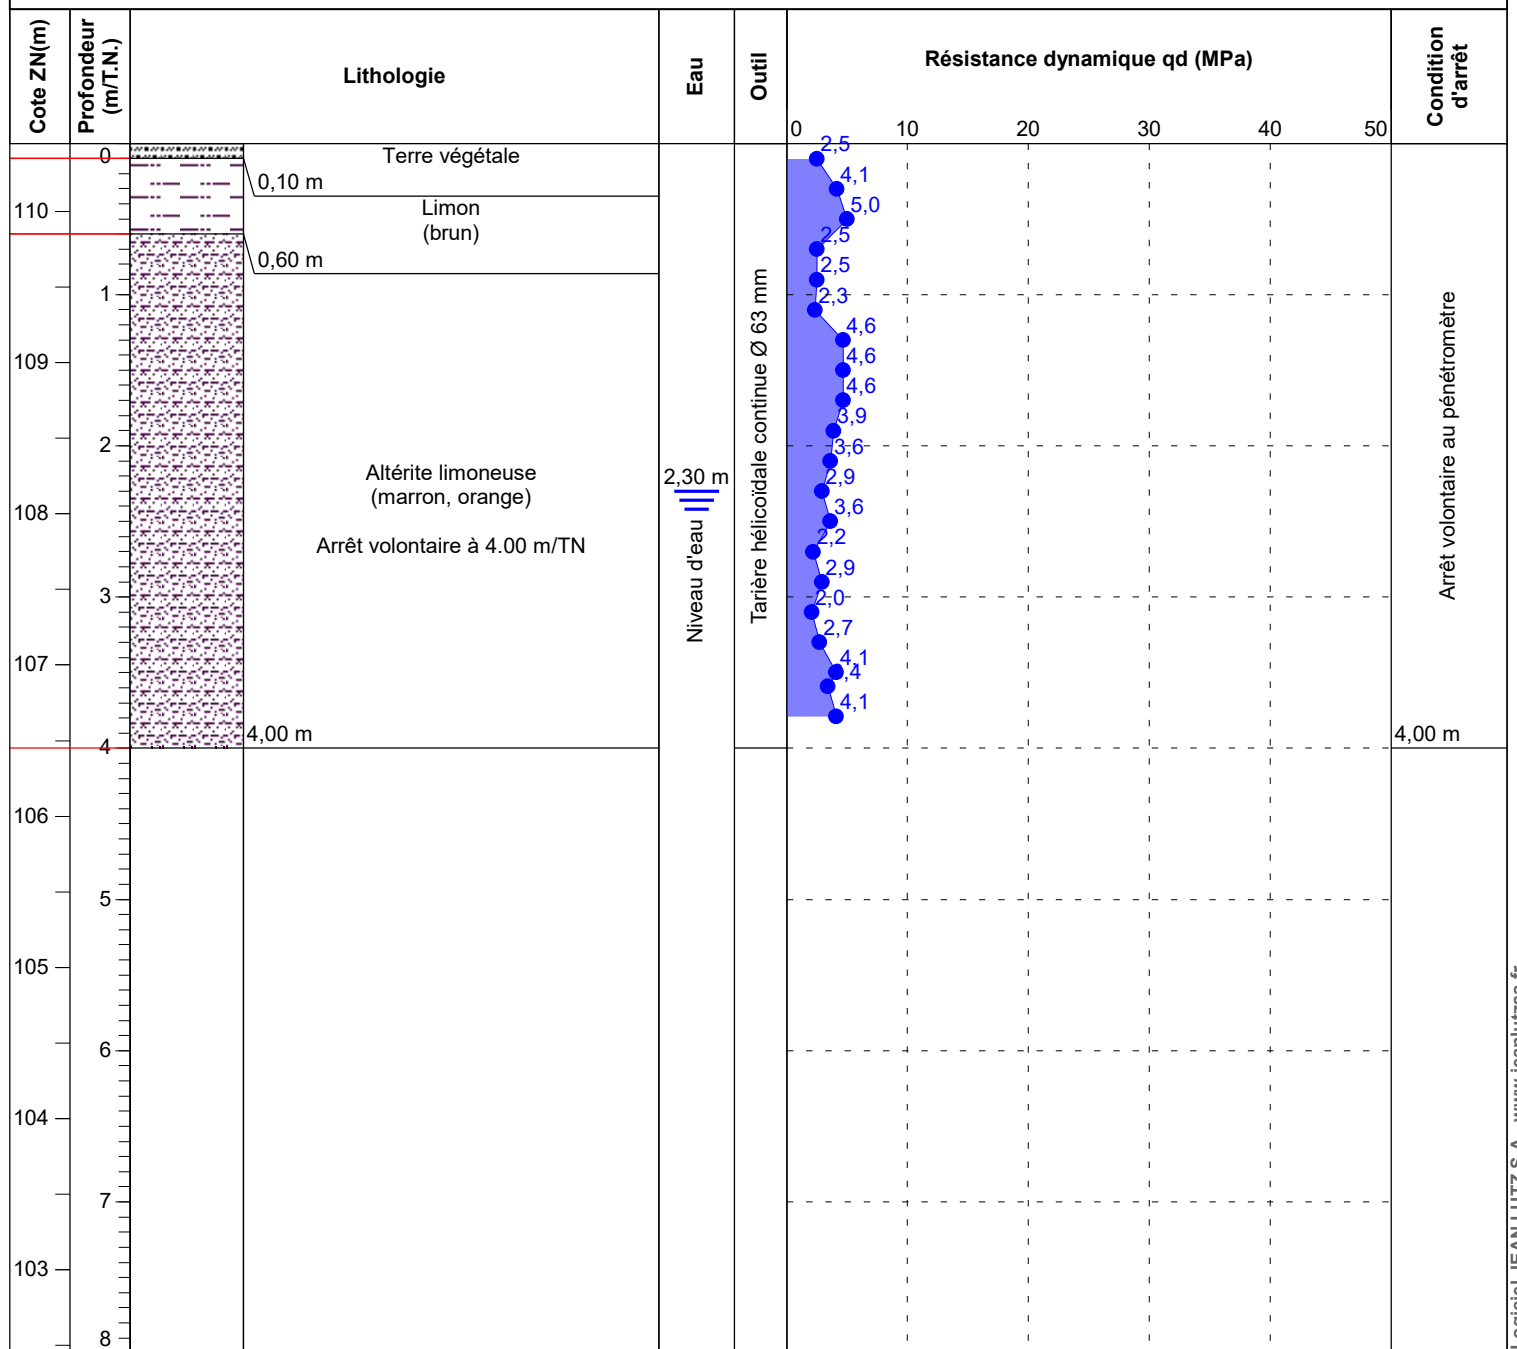 Cote ZN(m)
Profondeur
(m/T.N.)
Lithologie
Eau
Outil
Résistance dynamique qd (MPa)
Condition
d'arrêt
0 10 20 30 40 50
110
109
108
107
106
105
104
103
0
1
2
3
4
5
6
7
8
Terre végétale
0,10 m
Limon
(brun)
0,60 m
Altérite limoneuse
(marron, orange)
Arrêt volontaire à 4.00 m/TN
4,00 m
2,30 m
Niveau d'eau
Tarière hélicoïdale continue Ø 63 mm
2,5
4,1
5,0
2,5
2,5
2,3
4,6
4,6
4,6
3,9
3,6
2,9
3,6
2,2
2,9
2,0
2,7
4,1
,4
4,1
Arrêt volontaire au pénétromètre
4,00 m